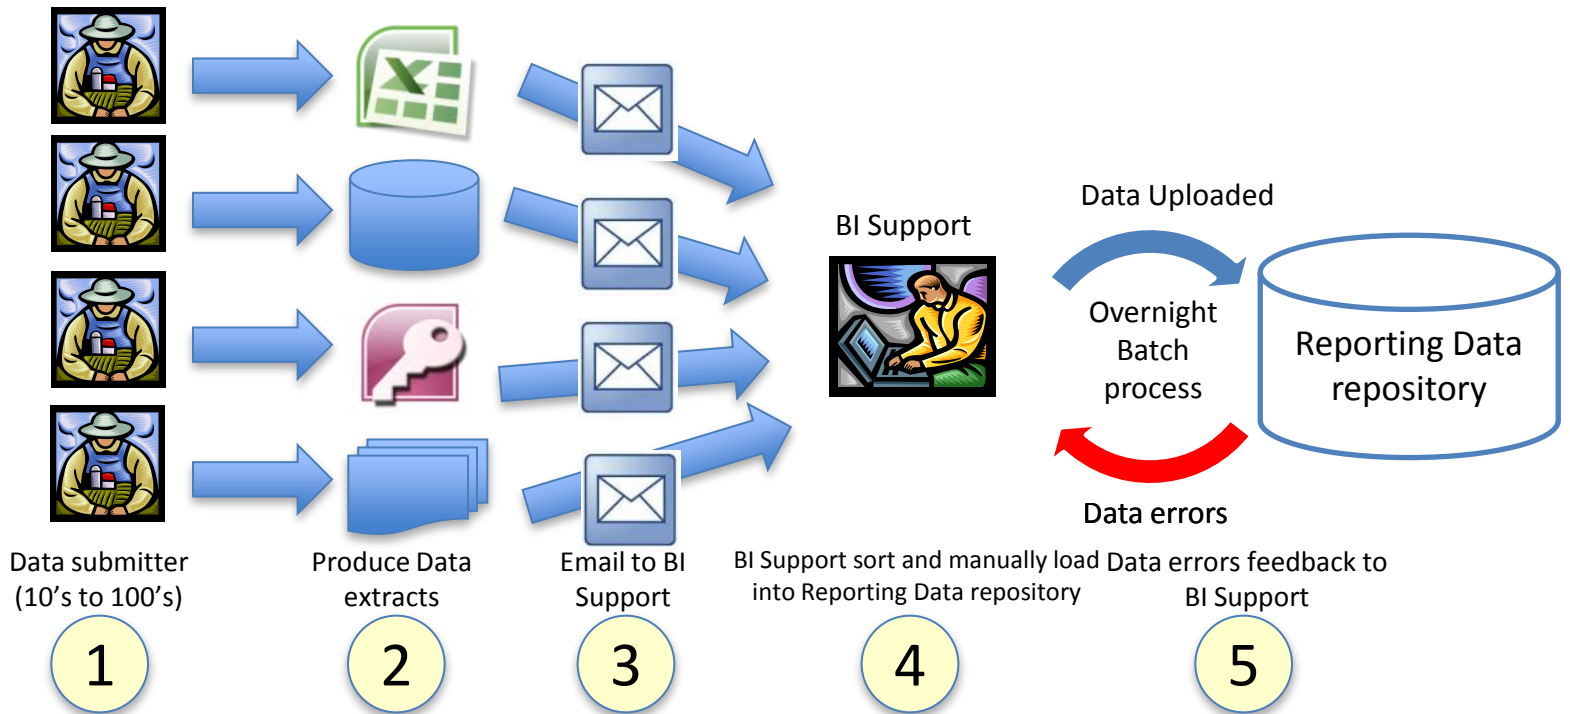 BI Support
Data Uploaded
Overnight
Batch
process
Reporting Data
repository
Data errors
Data submitter
(10’s to 100’s)
Produce Data
extracts
Email to BI
Support
BI Support sort and manually load
into Reporting Data repository
Data errors feedback to
BI Support
1
2
3
4
5